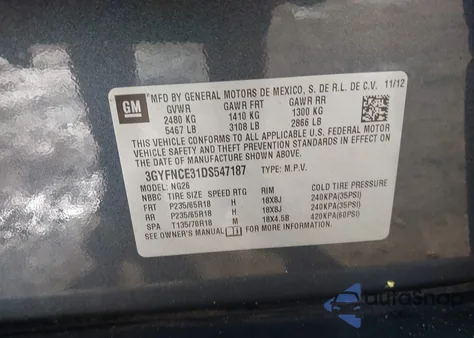 GM
MFD BY GENERAL MOTORS DE MEXICO, S. DE R.L. DE C.V. 11/12
GVWR GAWR FRT GAWR RR
2480 KG 1410 KG 1300 KG
5467 LB 3108 LB 2866 LB
THIS VEHICLE CONFORMS TO ALL APPLICABLE U.S. FEDERAL MOTOR
VEHICLE SAFETY AND THEFT PREVENTION STANDARDS IN EFFECT ON
THE DATE OF MANUFACTURE SHOWN ABOVE.
3GYFNCE31DS547187 TYPE: M.P.V.
MODEL: NG26
NBBC TIRE SIZE SPEED RTG RIM COLD TIRE PRESSURE
FRT P235/65R18 H 18X8J 240KPA(35PSI)
RR P235/65R18 H 18X8J 240KPA(35PSI)
SPA T135/70R18 M 18X4.5B 420KPA(60PSI)
SEE OWNER'S MANUAL FOR ADDITIONAL INFORMATION.
autoshop